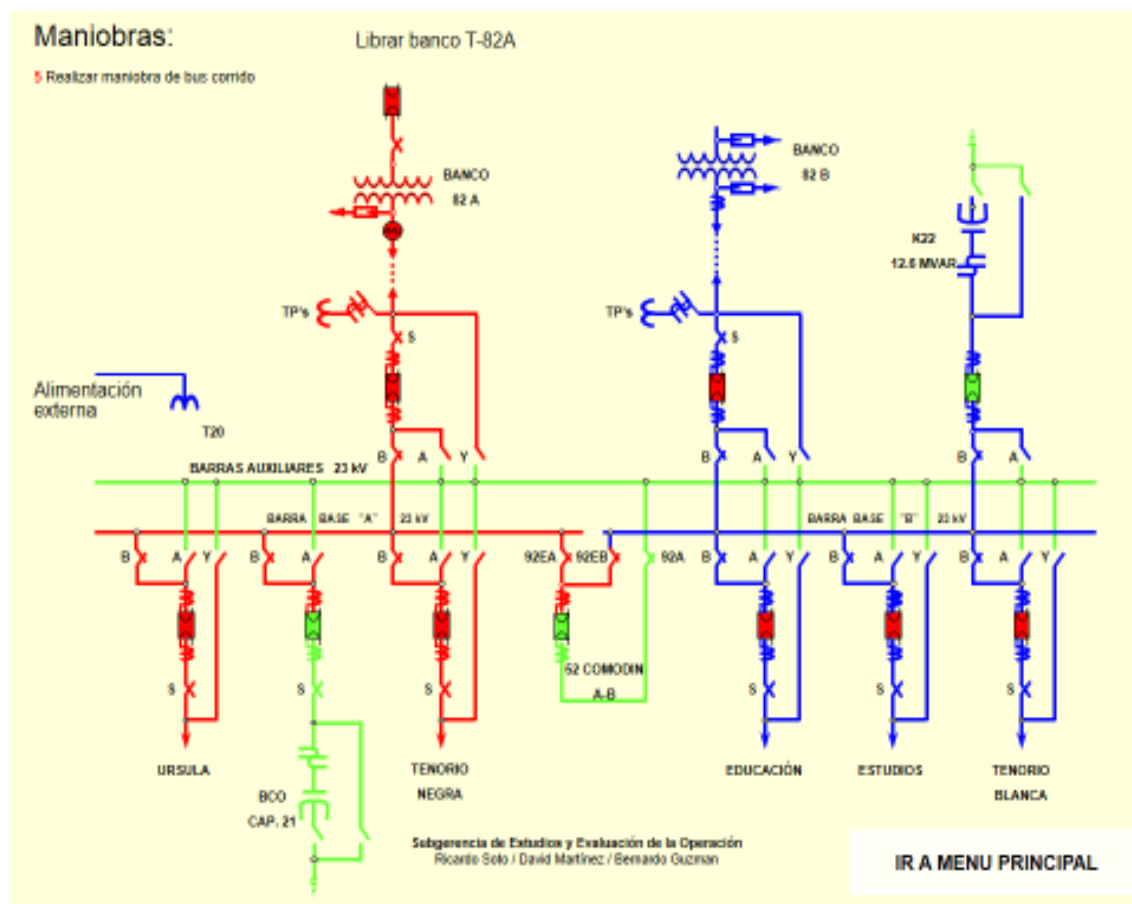 Maniobras:
Librar banco T-82A
5 Realizar maniobra de bus corrido
BANCO
82 A
BANCO
82 B
K22
12.6 MVAR
TP's
TP's
S
S
Alimentación
externa
T20
B A Y
B A Y
B A
BARRAS AUXILIARES 23 kV
BARRA BASE "A" 23 kV
BARRA BASE "B" 23 kV
B A Y B A B A Y 92EA 92EB 92A B A Y B A Y B A Y
52 COMODIN
A-B
S S S S S S
URSULA
TENORIO
NEGRA
EDUCACIÓN
ESTUDIOS
TENORIO
BLANCA
BCO
CAP. 21
Subgerencia de Estudios y Evaluación de la Operación
Ricardo Soto / David Martínez / Bernardo Guzman
IR A MENU PRINCIPAL